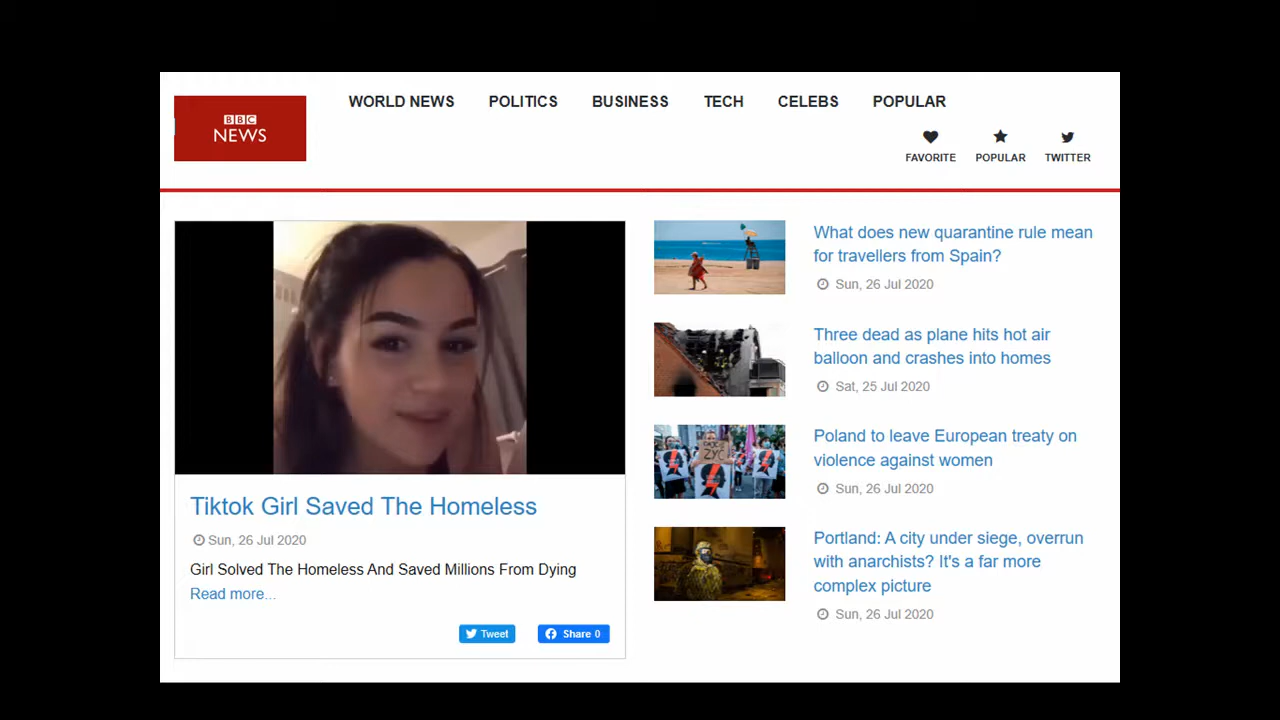 BBC
NEWS
WORLD NEWS
POLITICS
BUSINESS
TECH
CELEBS
POPULAR
FAVORITE
POPULAR
TWITTER
Tiktok Girl Saved The Homeless
Sun, 26 Jul 2020
Girl Solved The Homeless And Saved Millions From Dying
Read more...
Tweet
Share 0
What does new quarantine rule mean
for travellers from Spain?
Sun, 26 Jul 2020
Three dead as plane hits hot air
balloon and crashes into homes
Sat, 25 Jul 2020
ŻYĆ
Poland to leave European treaty on
violence against women
Sun, 26 Jul 2020
Portland: A city under siege, overrun
with anarchists? It's a far more
complex picture
Sun, 26 Jul 2020